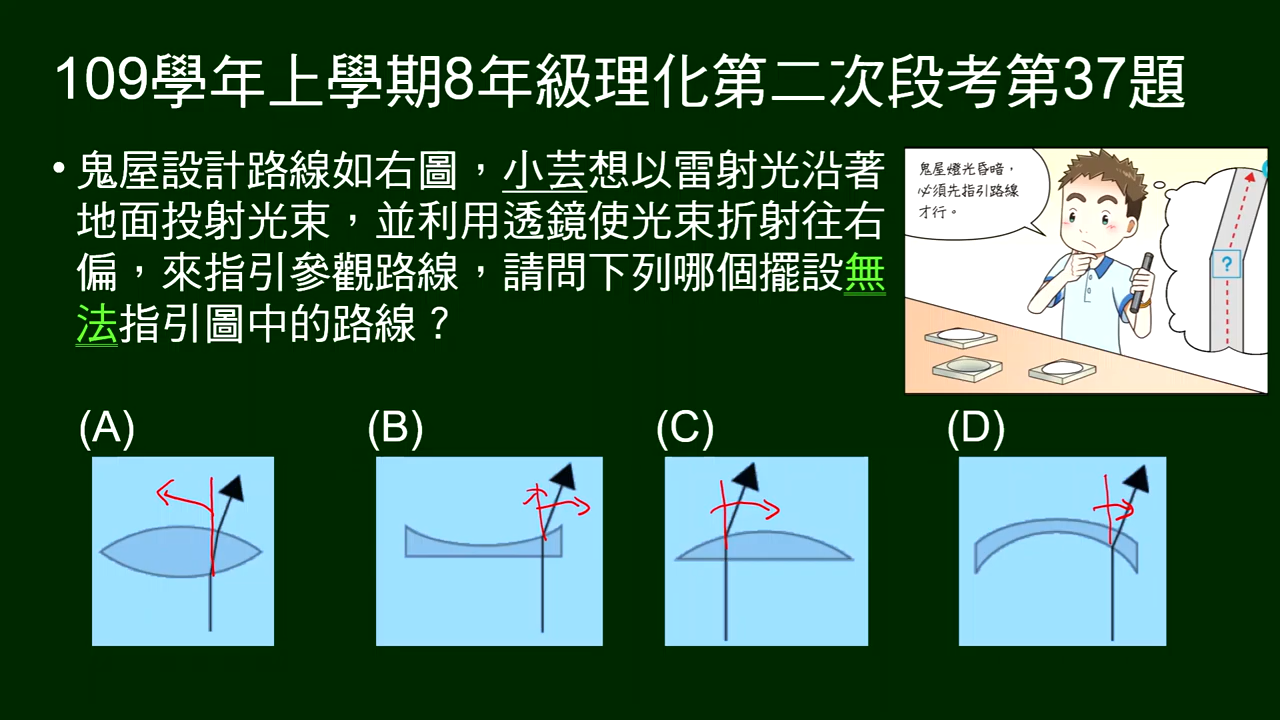 109學年上學期8年級理化第二次段考第37題
• 鬼屋設計路線如右圖，小芸想以雷射光沿著
地面投射光束，並利用透鏡使光束折射往右
偏，來指引參觀路線，請問下列哪個擺設無
法指引圖中的路線？
鬼屋燈光昏暗，
必須先指引路線
才行。
?
(A) (B) (C) (D)